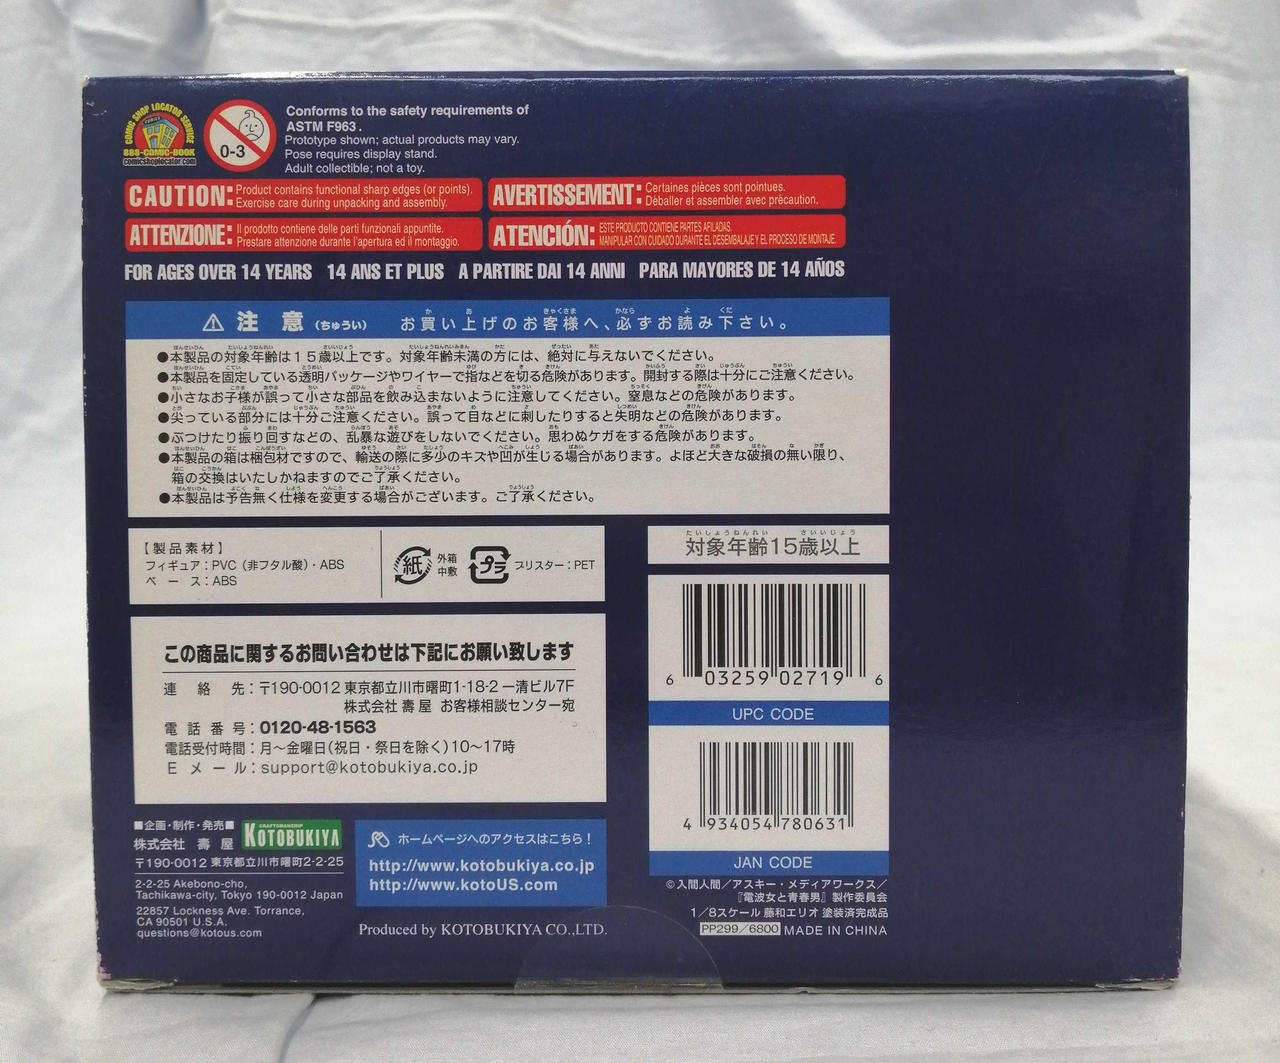 COMIC SHOP LOCATOR SERVICE
COMICS
888-COMIC-BOOK
comicshoplocator.com
0-3
Conforms to the safety requirements of
ASTM F963.
Prototype shown; actual products may vary.
Pose requires display stand.
Adult collectible; not a toy.
CAUTION: Product contains functional sharp edges (or points).
Exercise care during unpacking and assembly.
AVERTISSEMENT: Certaines pièces sont pointues.
Déballer et assembler avec précaution.
ATTENZIONE: Il prodotto contiene delle parti funzionali appuntite.
Prestare attenzione durante l'apertura ed il montaggio.
ATENCIÓN: ESTE PRODUCTO CONTIENE PARTES AFILADAS.
MANIPULAR CON CUIDADO DURANTE EL DESEMBALAJE Y EL PROCESO DE MONTAJE.
FOR AGES OVER 14 YEARS 14 ANS ET PLUS A PARTIRE DAI 14 ANNI PARA MAYORES DE 14 AÑOS
⚠ 注 意 (ちゅうい) お買い上げのお客様へ、必ずお読み下さい。
●本製品の対象年齢は15歳以上です。対象年齢未満の方には、絶対に与えないでください。
●本製品を固定している透明パッケージやワイヤーで指などを切る危険があります。開封する際は十分にご注意ください。
●小さなお子様が誤って小さな部品を飲み込まないように注意してください。窒息などの危険があります。
●尖っている部分には十分ご注意ください。誤って目などに刺したりすると失明などの危険があります。
●ぶつけたり振り回すなどの、乱暴な遊びをしないでください。思わぬケガをする危険があります。
●本製品の箱は梱包材ですので、輸送の際に多少のキズや凹が生じる場合があります。よほど大きな破損の無い限り、
箱の交換はいたしかねますのでご了承ください。
●本製品は予告無く仕様を変更する場合がございます。ご了承ください。
【製品素材】
フィギュア：PVC（非フタル酸）・ABS
ベース：ABS
紙
外箱
中敷
プラ
ブリスター：PET
対象年齢15歳以上
この商品に関するお問い合わせは下記にお願い致します
連絡先：〒190-0012 東京都立川市曙町1-18-2 一清ビル7F
株式会社 壽屋 お客様相談センター宛
電話番号：0120-48-1563
電話受付時間：月～金曜日(祝日・祭日を除く)10～17時
Eメール：support@kotobukiya.co.jp
6 03259 02719 6
UPC CODE
4 934054 780631
JAN CODE
■企画・制作・発売■
株式会社 壽屋
CRAFTSMANSHIP
KOTOBUKIYA
〒190-0012 東京都立川市曙町2-2-25
2-2-25 Akebono-cho,
Tachikawa-city, Tokyo 190-0012 Japan
22857 Lockness Ave. Torrance,
CA 90501 U.S.A.
questions@kotous.com
ホームページへのアクセスはこちら！
http://www.kotobukiya.co.jp
http://www.kotoUS.com
Produced by KOTOBUKIYA CO.,LTD.
©入間人間／アスキー・メディアワークス／
『電波女と青春男』製作委員会
1／8スケール 藤和エリオ 塗装済完成品
PP299／6800 MADE IN CHINA